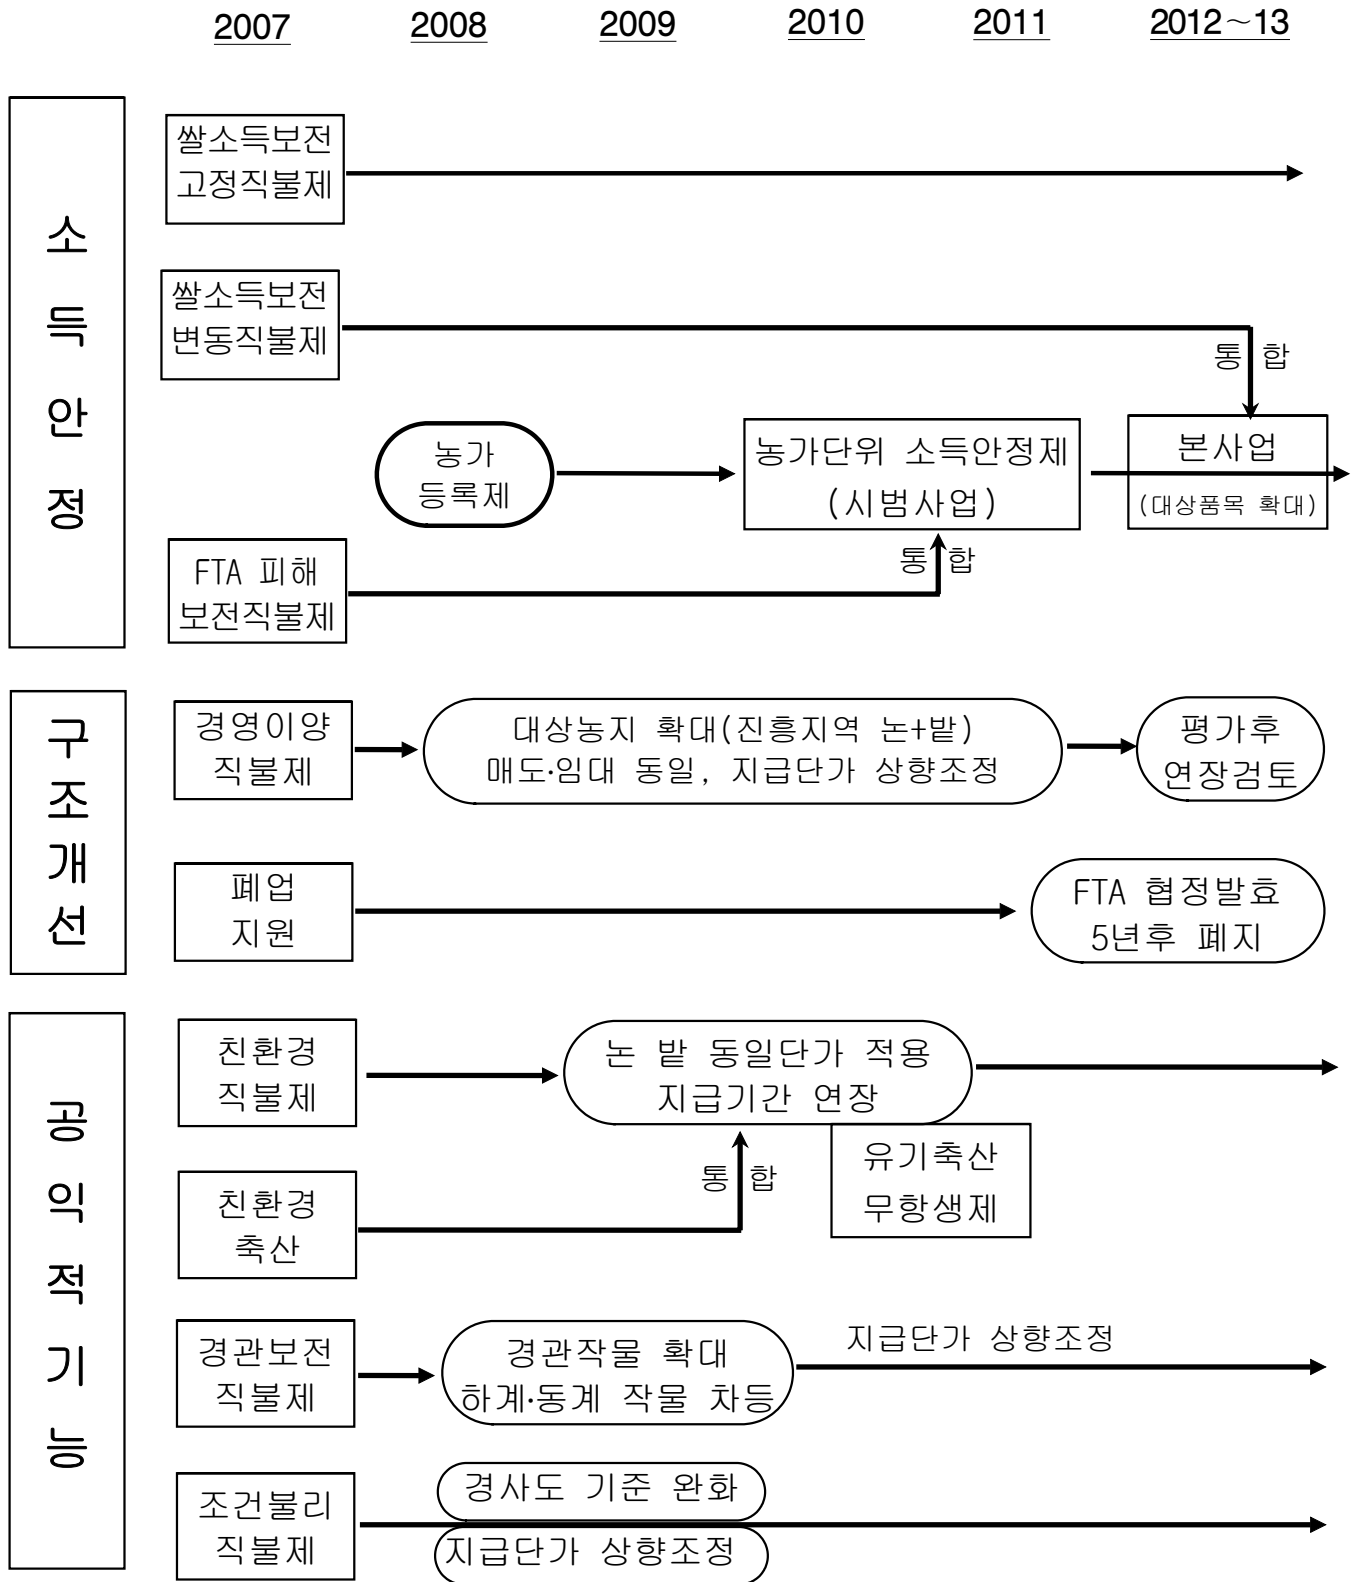 2007 2008 2009 2010 2011 2012～13
소득안정
쌀소득보전
고정직불제
쌀소득보전
변동직불제
통합
농가
등록제
농가단위 소득안정제
(시범사업)
본사업
(대상품목 확대)
통합
FTA 피해
보전직불제
구조개선
경영이양
직불제
대상농지 확대(진흥지역 논+밭)
매도·임대 동일, 지급단가 상향조정
평가후
연장검토
폐업
지원
FTA 협정발효
5년후 폐지
공익적기능
친환경
직불제
논 밭 동일단가 적용
지급기간 연장
통합
유기축산
무항생제
친환경
축산
경관보전
직불제
경관작물 확대
하계·동계 작물 차등
지급단가 상향조정
조건불리
직불제
경사도 기준 완화
지급단가 상향조정